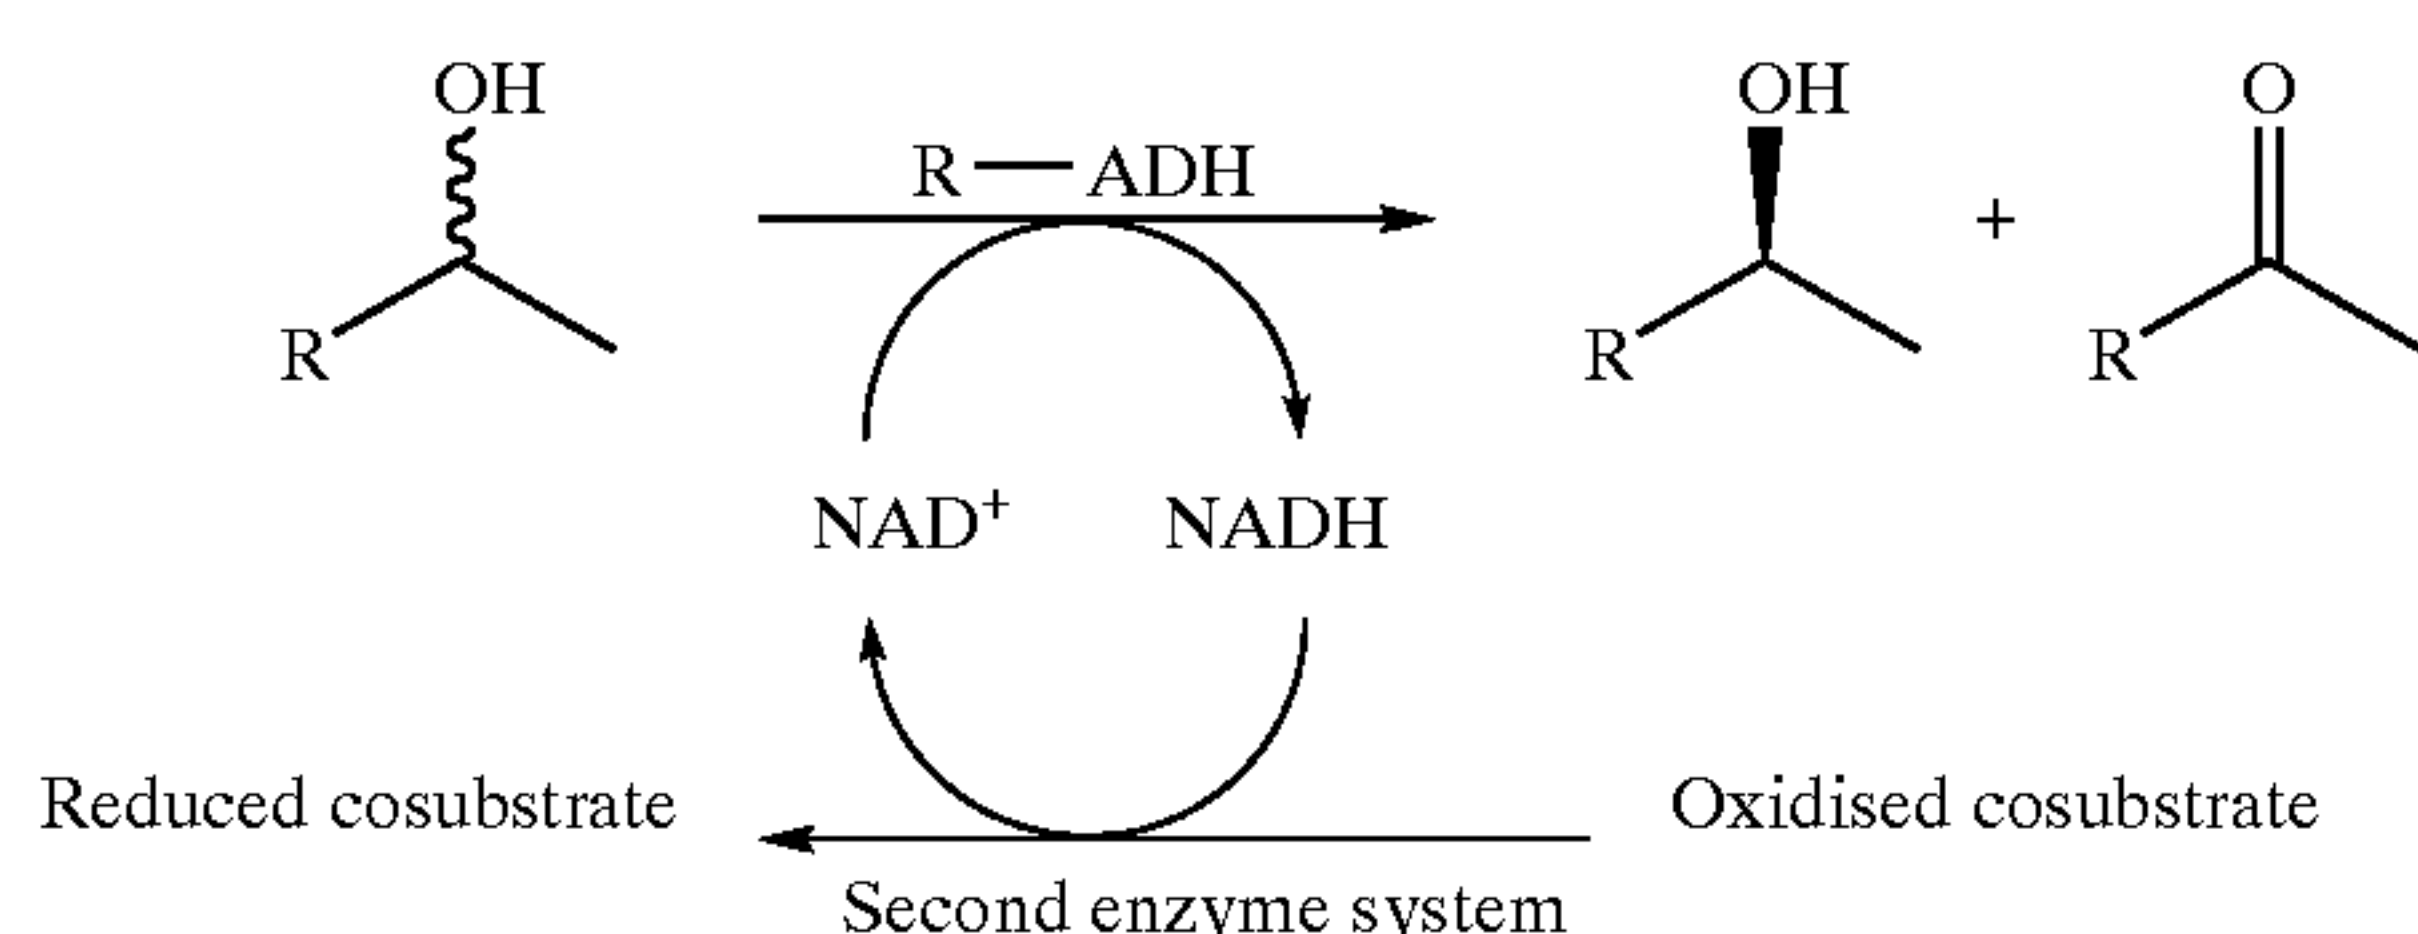 OH OH O
R — ADH
+
R R R
NAD⁺ NADH
Reduced cosubstrate Oxidised cosubstrate
Second enzyme system